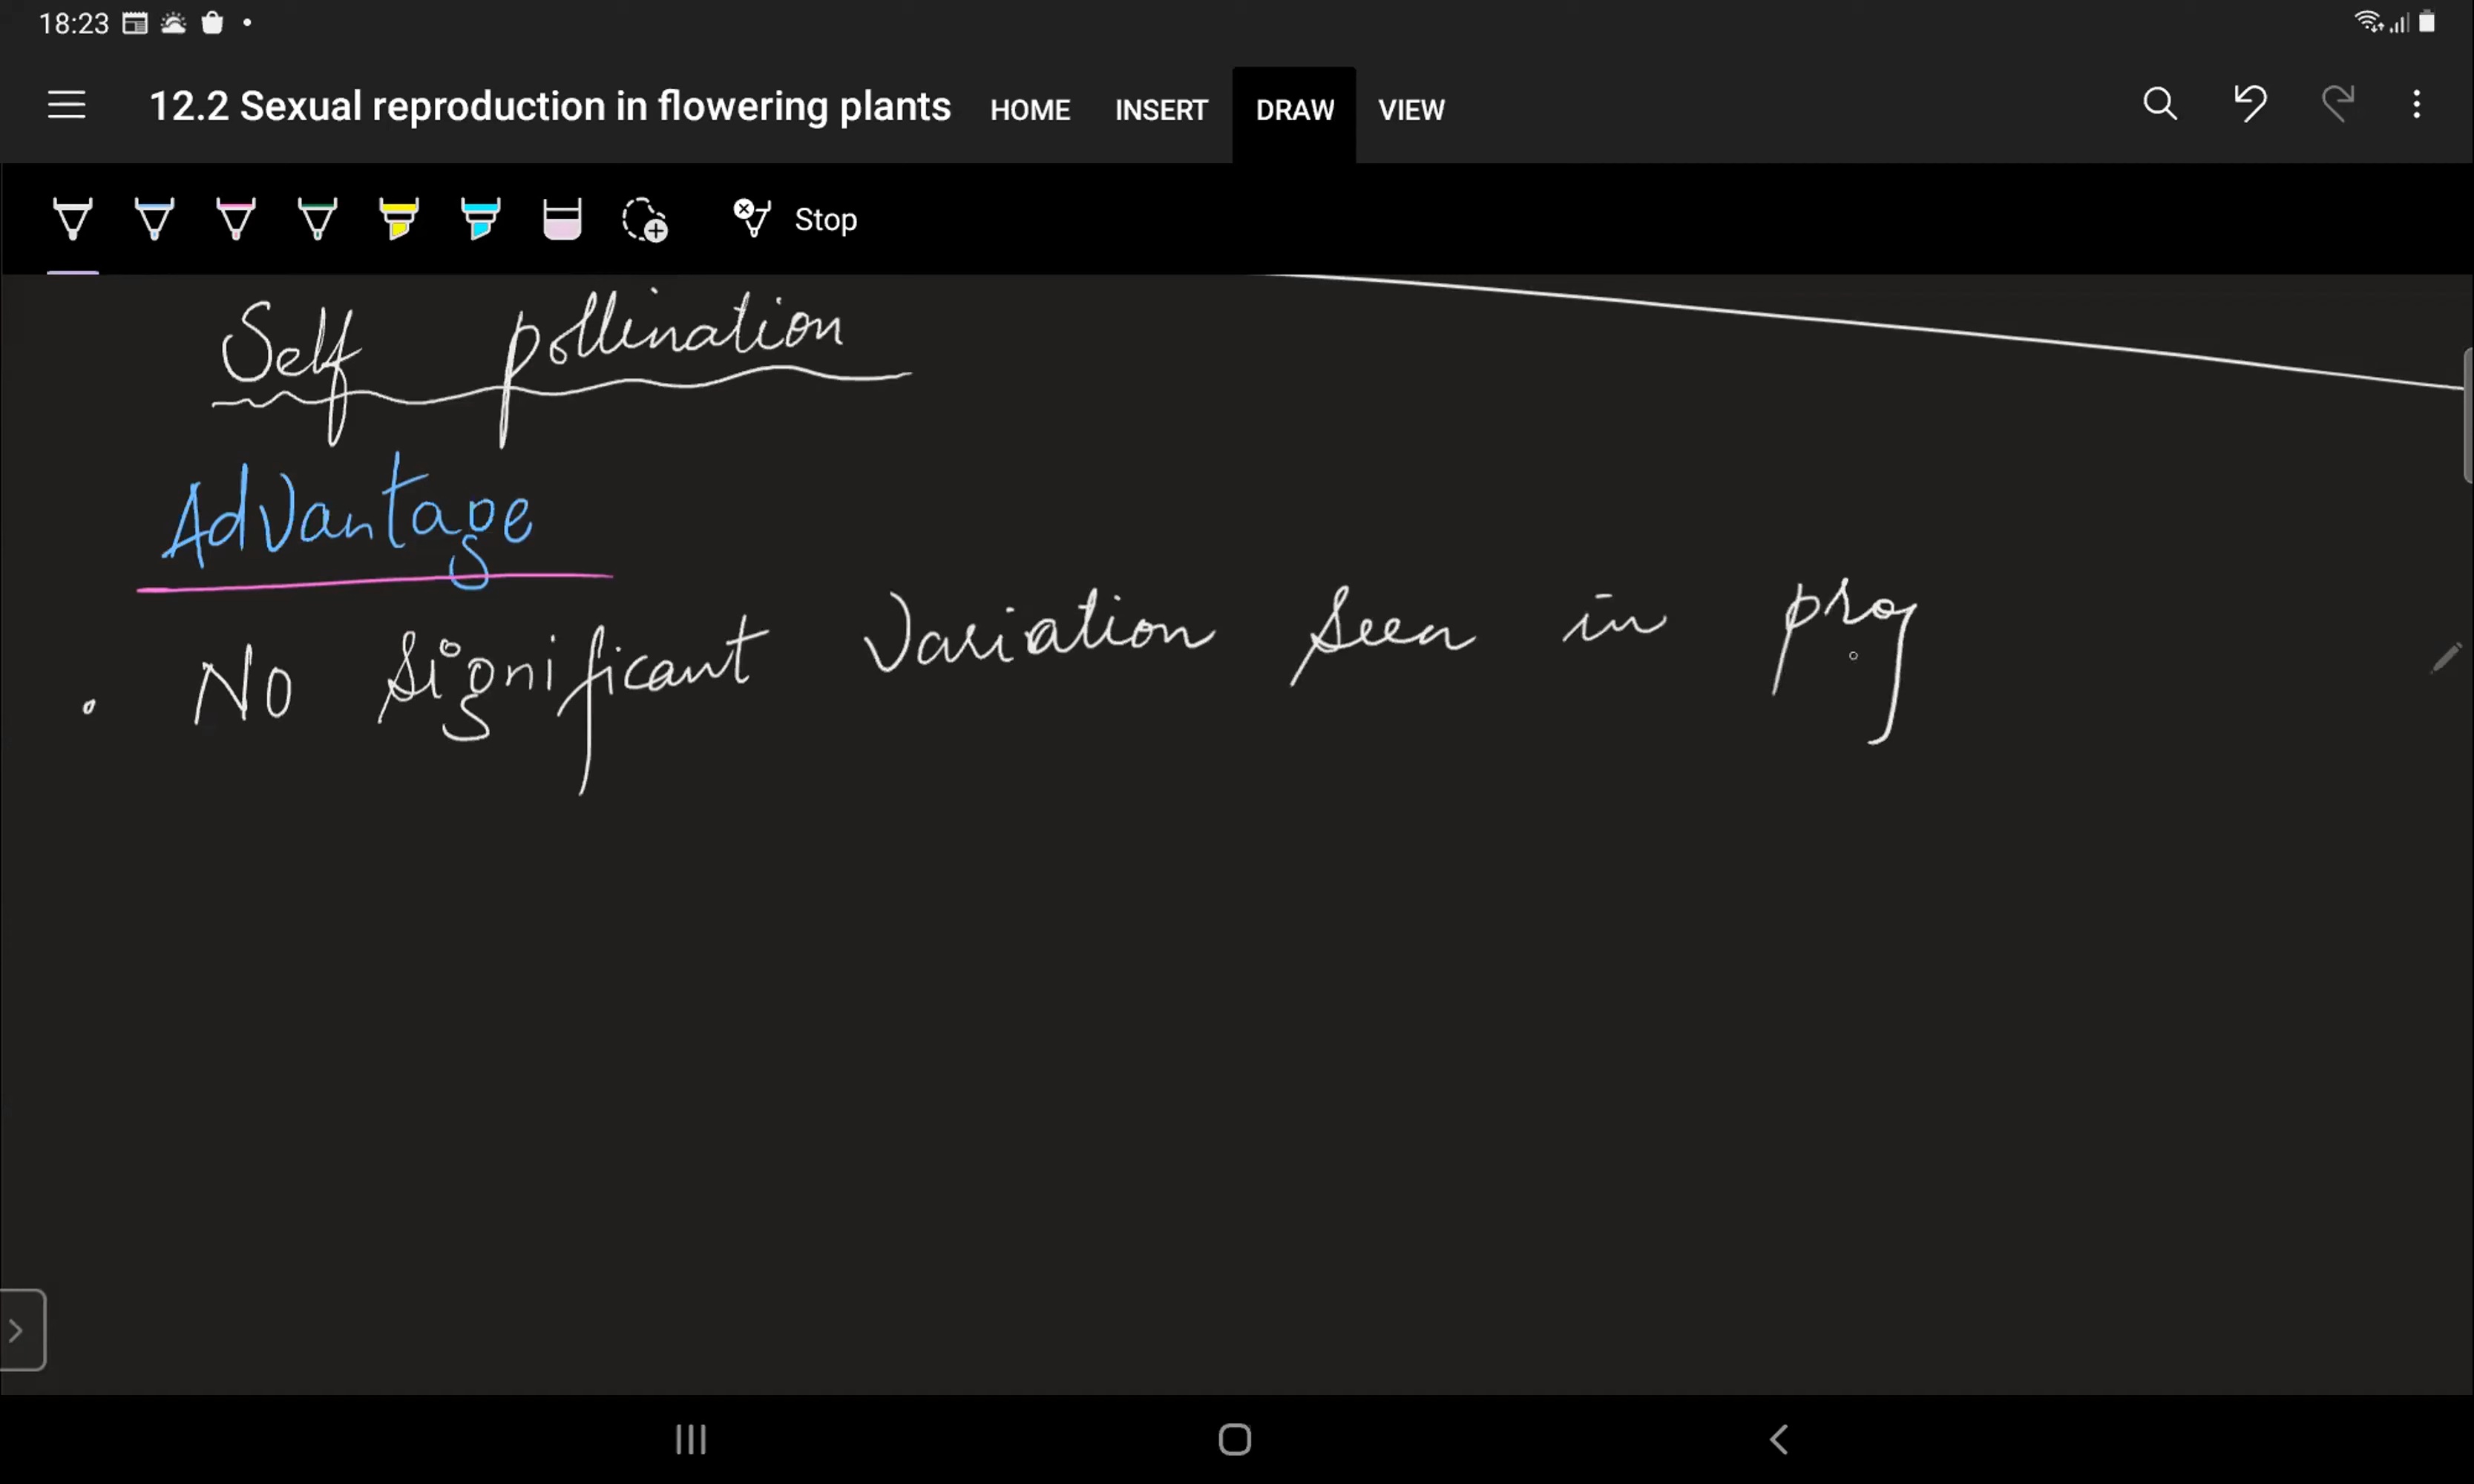 18:23
12.2 Sexual reproduction in flowering plants HOME INSERT DRAW VIEW
Stop
Self pollination
Advantage
. No significant variation seen in prog